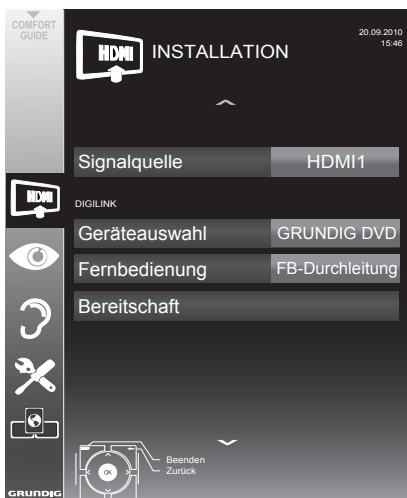 COMFORT
GUIDE
HDMI INSTALLATION
20.09.2010
15:46
Signalquelle HDMI1
HDMI
DIGILINK
Geräteauswahl GRUNDIG DVD
Fernbedienung FB-Durchleitung
Bereitschaft
OK
Beenden
Zurück
GRUNDIG